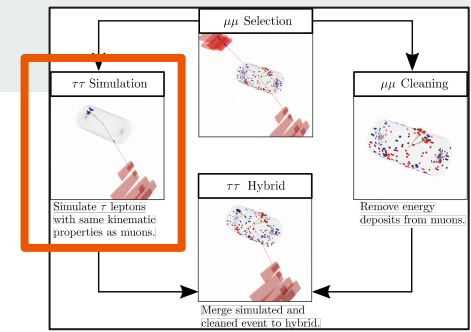 μμ Selection
ττ Simulation
μμ Cleaning
Simulate τ leptons
with same kinematic
properties as muons.
ττ Hybrid
Remove energy
deposits from muons.
Merge simulated and
cleaned event to hybrid.